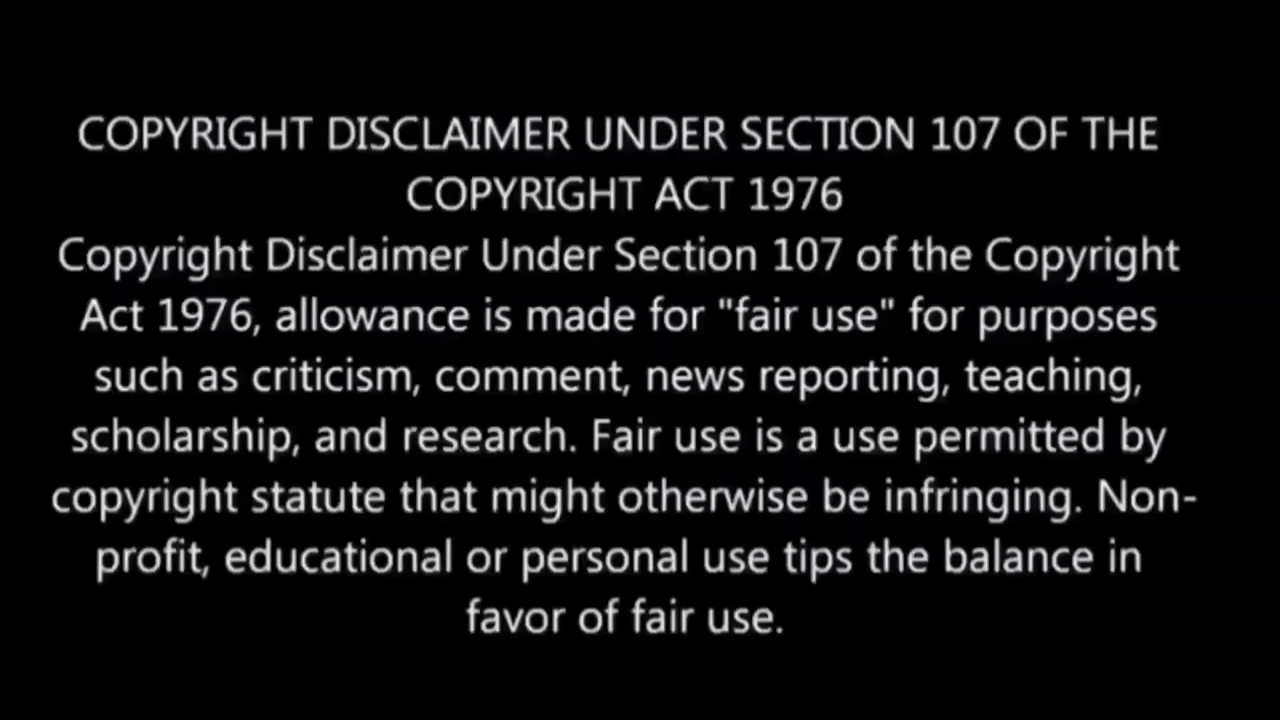 COPYRIGHT DISCLAIMER UNDER SECTION 107 OF THE
COPYRIGHT ACT 1976
Copyright Disclaimer Under Section 107 of the Copyright
Act 1976, allowance is made for "fair use" for purposes
such as criticism, comment, news reporting, teaching,
scholarship, and research. Fair use is a use permitted by
copyright statute that might otherwise be infringing. Non-
profit, educational or personal use tips the balance in
favor of fair use.